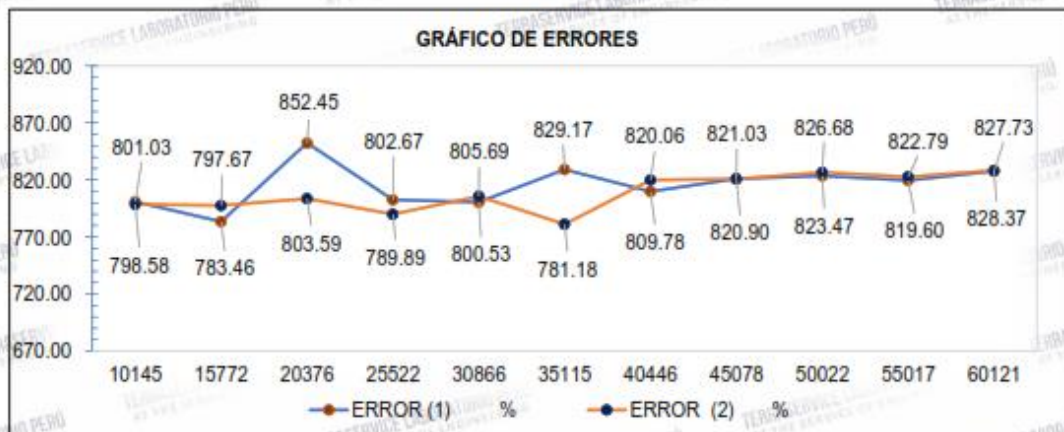 GRÁFICO DE ERRORES
920.00
870.00
820.00
770.00
720.00
670.00
801.03 797.67 852.45 802.67 805.69 829.17 820.06 821.03 826.68 822.79 827.73
798.58 783.46 803.59 789.89 800.53 781.18 809.78 820.90 823.47 819.60 828.37
10145 15772 20376 25522 30866 35115 40446 45078 50022 55017 60121
ERROR (1) % ERROR (2) %
TERRASERVICE LABORATORIO PERÚ